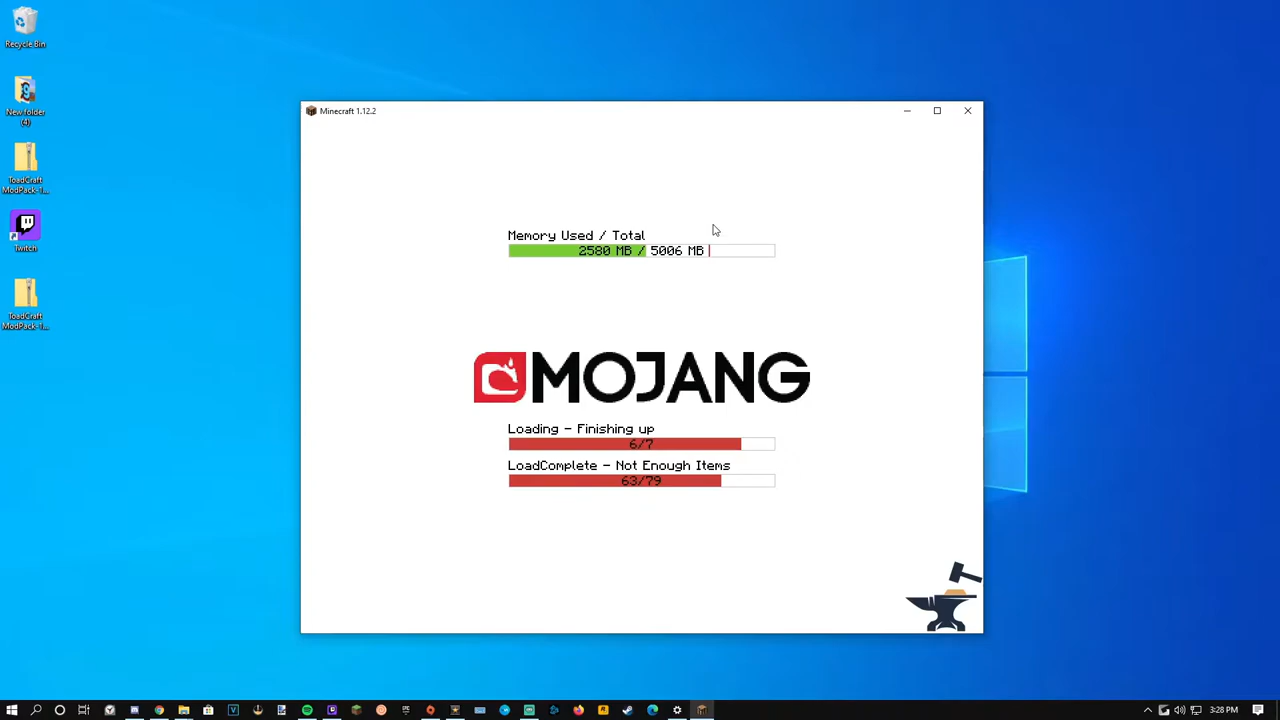 Recycle Bin
New folder
(4)
ToadCraft
ModPack-1...
Twitch
ToadCraft
ModPack-1...
Minecraft 1.12.2
Memory Used / Total
2580 MB / 5006 MB
MOJANG
Loading - Finishing up
6/7
LoadComplete - Not Enough Items
63/79
3:28 PM